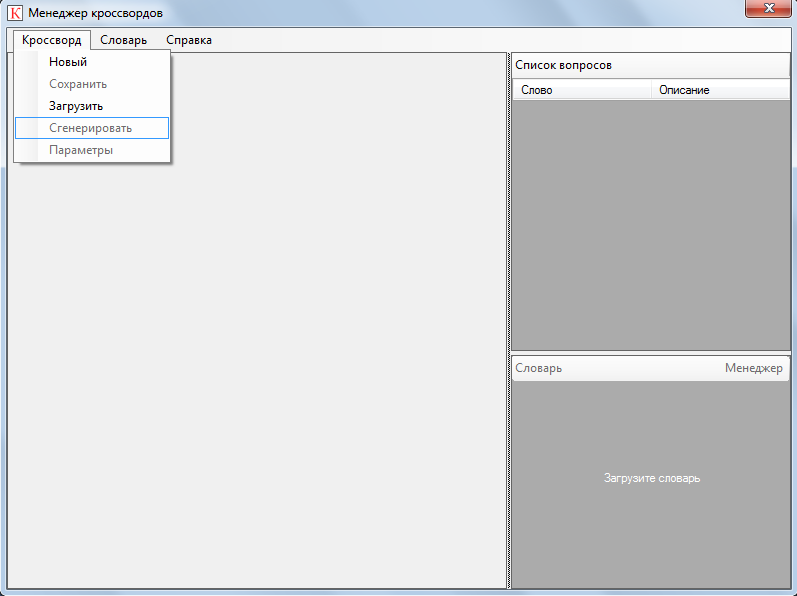 К Менеджер кроссвордов
Кроссворд Словарь Справка
Новый
Сохранить
Загрузить
Сгенерировать
Параметры
Список вопросов
Слово Описание
Словарь Менеджер
Загрузите словарь